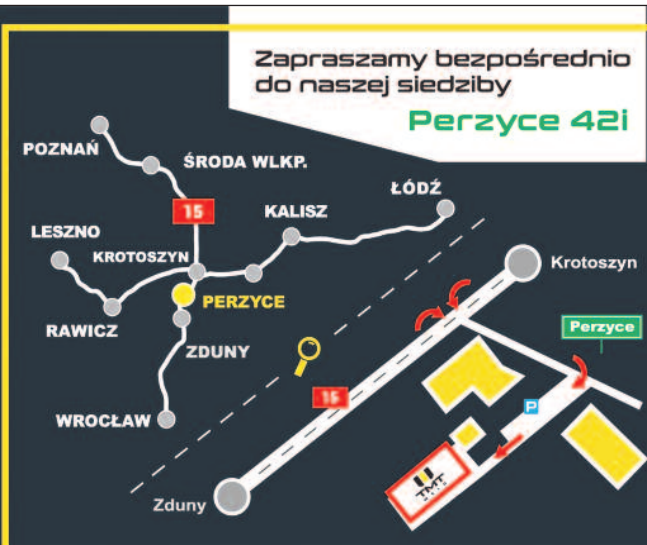 Zapraszamy bezpośrednio
do naszej siedziby
Perzyce 42i
POZNAŃ
ŚRODA WLKP.
15
ŁÓDŹ
KALISZ
LESZNO
KROTOSZYN
PERZYCE
RAWICZ
ZDUNY
WROCŁAW
Krotoszyn
Perzyce
15
P
TMT
Zduny